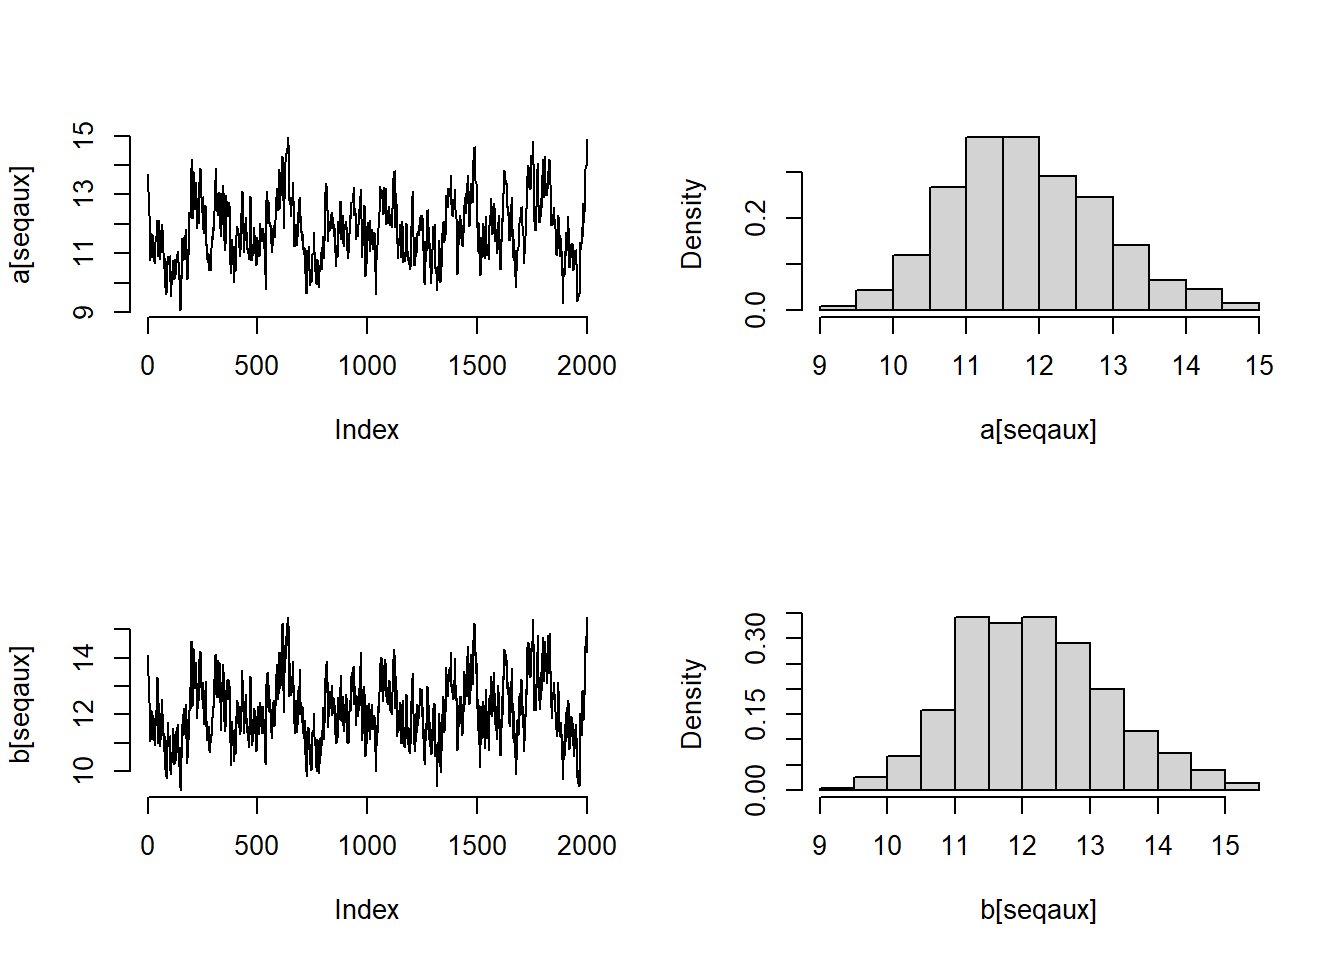 a[seqaux]
15
13
11
9
0 500 1000 1500 2000
Index
Density
0.2
0.0
9 10 11 12 13 14 15
a[seqaux]
b[seqaux]
14
12
10
0 500 1000 1500 2000
Index
Density
0.30
0.15
0.00
9 10 11 12 13 14 15
b[seqaux]